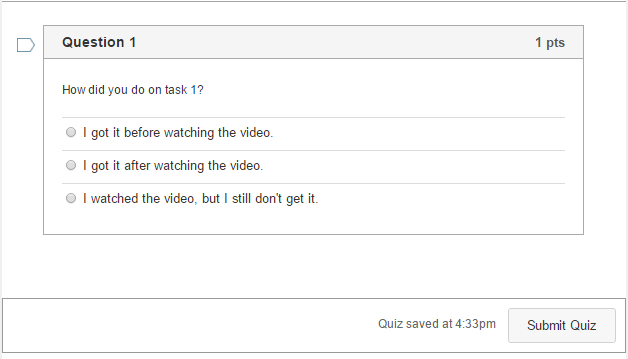 Question 1
1 pts
How did you do on task 1?
I got it before watching the video.
I got it after watching the video.
I watched the video, but I still don't get it.
Quiz saved at 4:33pm
Submit Quiz